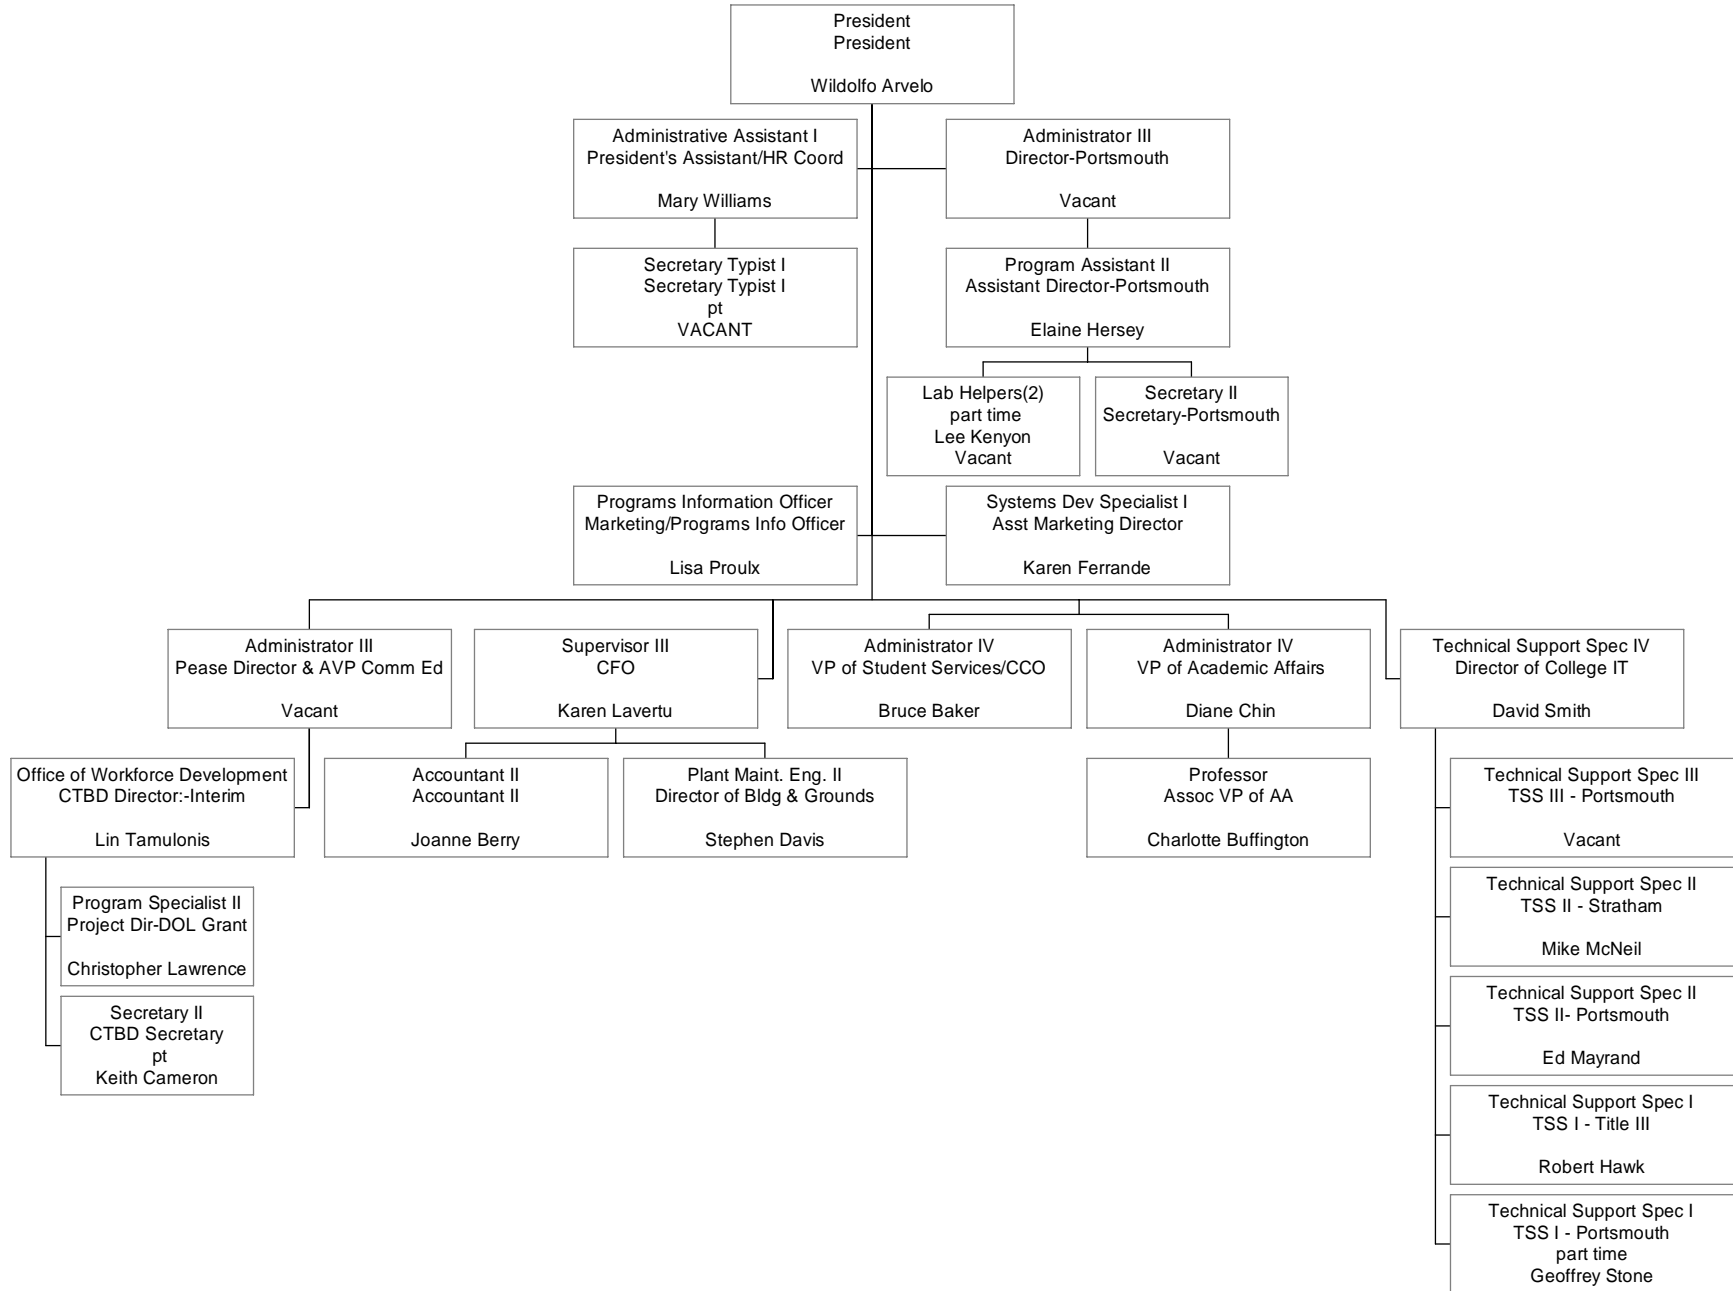 President
President
Wildolfo Arvelo
Administrative Assistant I
President's Assistant/HR Coord
Mary Williams
Administrator III
Director-Portsmouth
Vacant
Secretary Typist I
Secretary Typist I
pt
VACANT
Program Assistant II
Assistant Director-Portsmouth
Elaine Hersey
Lab Helpers(2)
part time
Lee Kenyon
Vacant
Secretary II
Secretary-Portsmouth
Vacant
Programs Information Officer
Marketing/Programs Info Officer
Lisa Proulx
Systems Dev Specialist I
Asst Marketing Director
Karen Ferrande
Administrator III
Pease Director & AVP Comm Ed
Vacant
Supervisor III
CFO
Karen Lavertu
Administrator IV
VP of Student Services/CCO
Bruce Baker
Administrator IV
VP of Academic Affairs
Diane Chin
Technical Support Spec IV
Director of College IT
David Smith
Office of Workforce Development
CTBD Director:-Interim
Lin Tamulonis
Accountant II
Accountant II
Joanne Berry
Plant Maint. Eng. II
Director of Bldg & Grounds
Stephen Davis
Professor
Assoc VP of AA
Charlotte Buffington
Technical Support Spec III
TSS III - Portsmouth
Vacant
Program Specialist II
Project Dir-DOL Grant
Christopher Lawrence
Technical Support Spec II
TSS II - Stratham
Mike McNeil
Secretary II
CTBD Secretary
pt
Keith Cameron
Technical Support Spec II
TSS II- Portsmouth
Ed Mayrand
Technical Support Spec I
TSS I - Title III
Robert Hawk
Technical Support Spec I
TSS I - Portsmouth
part time
Geoffrey Stone